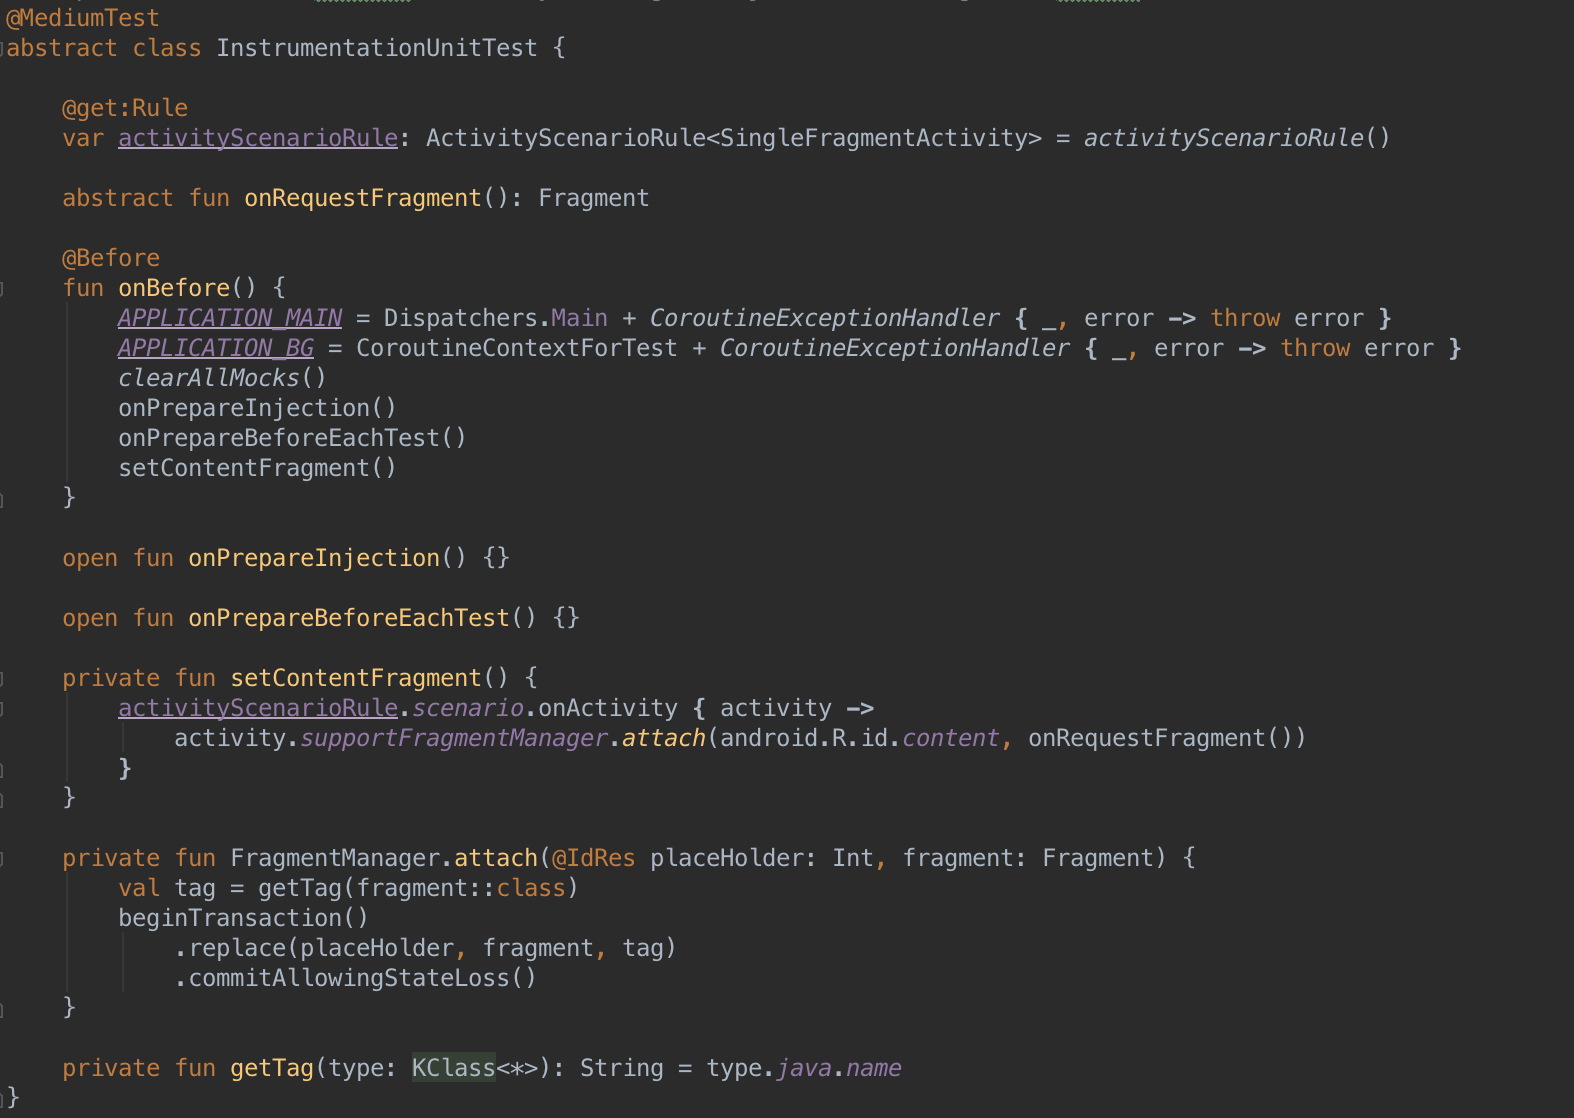 @MediumTest
abstract class InstrumentationUnitTest {
@get:Rule
var activityScenarioRule: ActivityScenarioRule<SingleFragmentActivity> = activityScenarioRule()
abstract fun onRequestFragment(): Fragment
@Before
fun onBefore() {
APPLICATION_MAIN = Dispatchers.Main + CoroutineExceptionHandler { _, error -> throw error }
APPLICATION_BG = CoroutineContextForTest + CoroutineExceptionHandler { _, error -> throw error }
clearAllMocks()
onPrepareInjection()
onPrepareBeforeEachTest()
setContentFragment()
}
open fun onPrepareInjection() {}
open fun onPrepareBeforeEachTest() {}
private fun setContentFragment() {
activityScenarioRule.scenario.onActivity { activity ->
activity.supportFragmentManager.attach(android.R.id.content, onRequestFragment())
}
}
private fun FragmentManager.attach(@IdRes placeHolder: Int, fragment: Fragment) {
val tag = getTag(fragment::class)
beginTransaction()
.replace(placeHolder, fragment, tag)
.commitAllowingStateLoss()
}
private fun getTag(type: KClass<*>): String = type.java.name
}